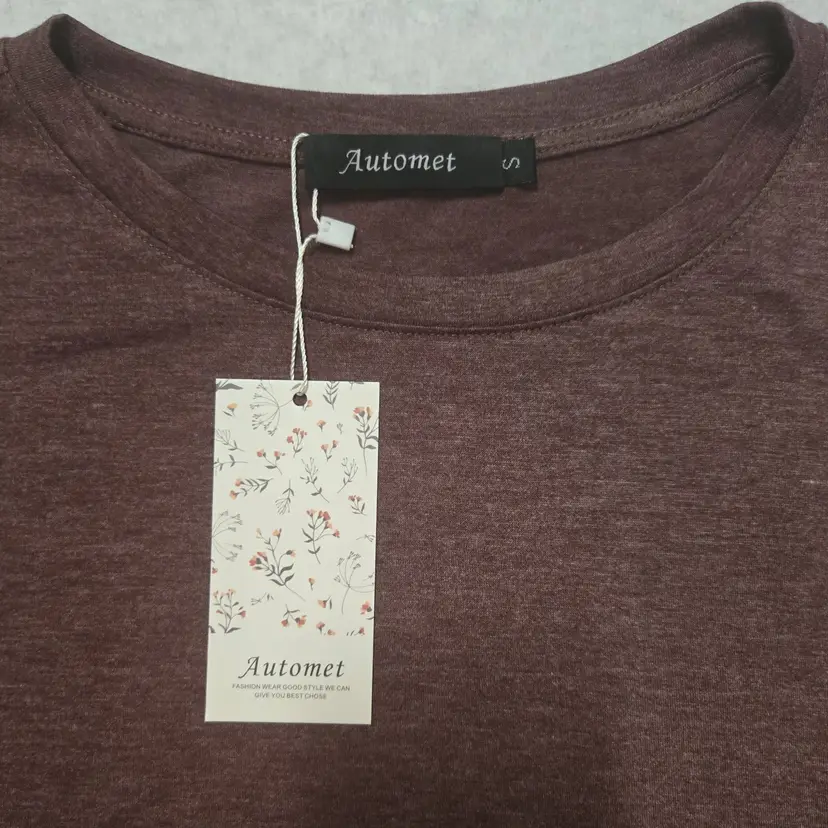 Automet
S
Automet
FASHION WEAR GOOD STYLE WE CAN
GIVE YOU BEST CHOSE